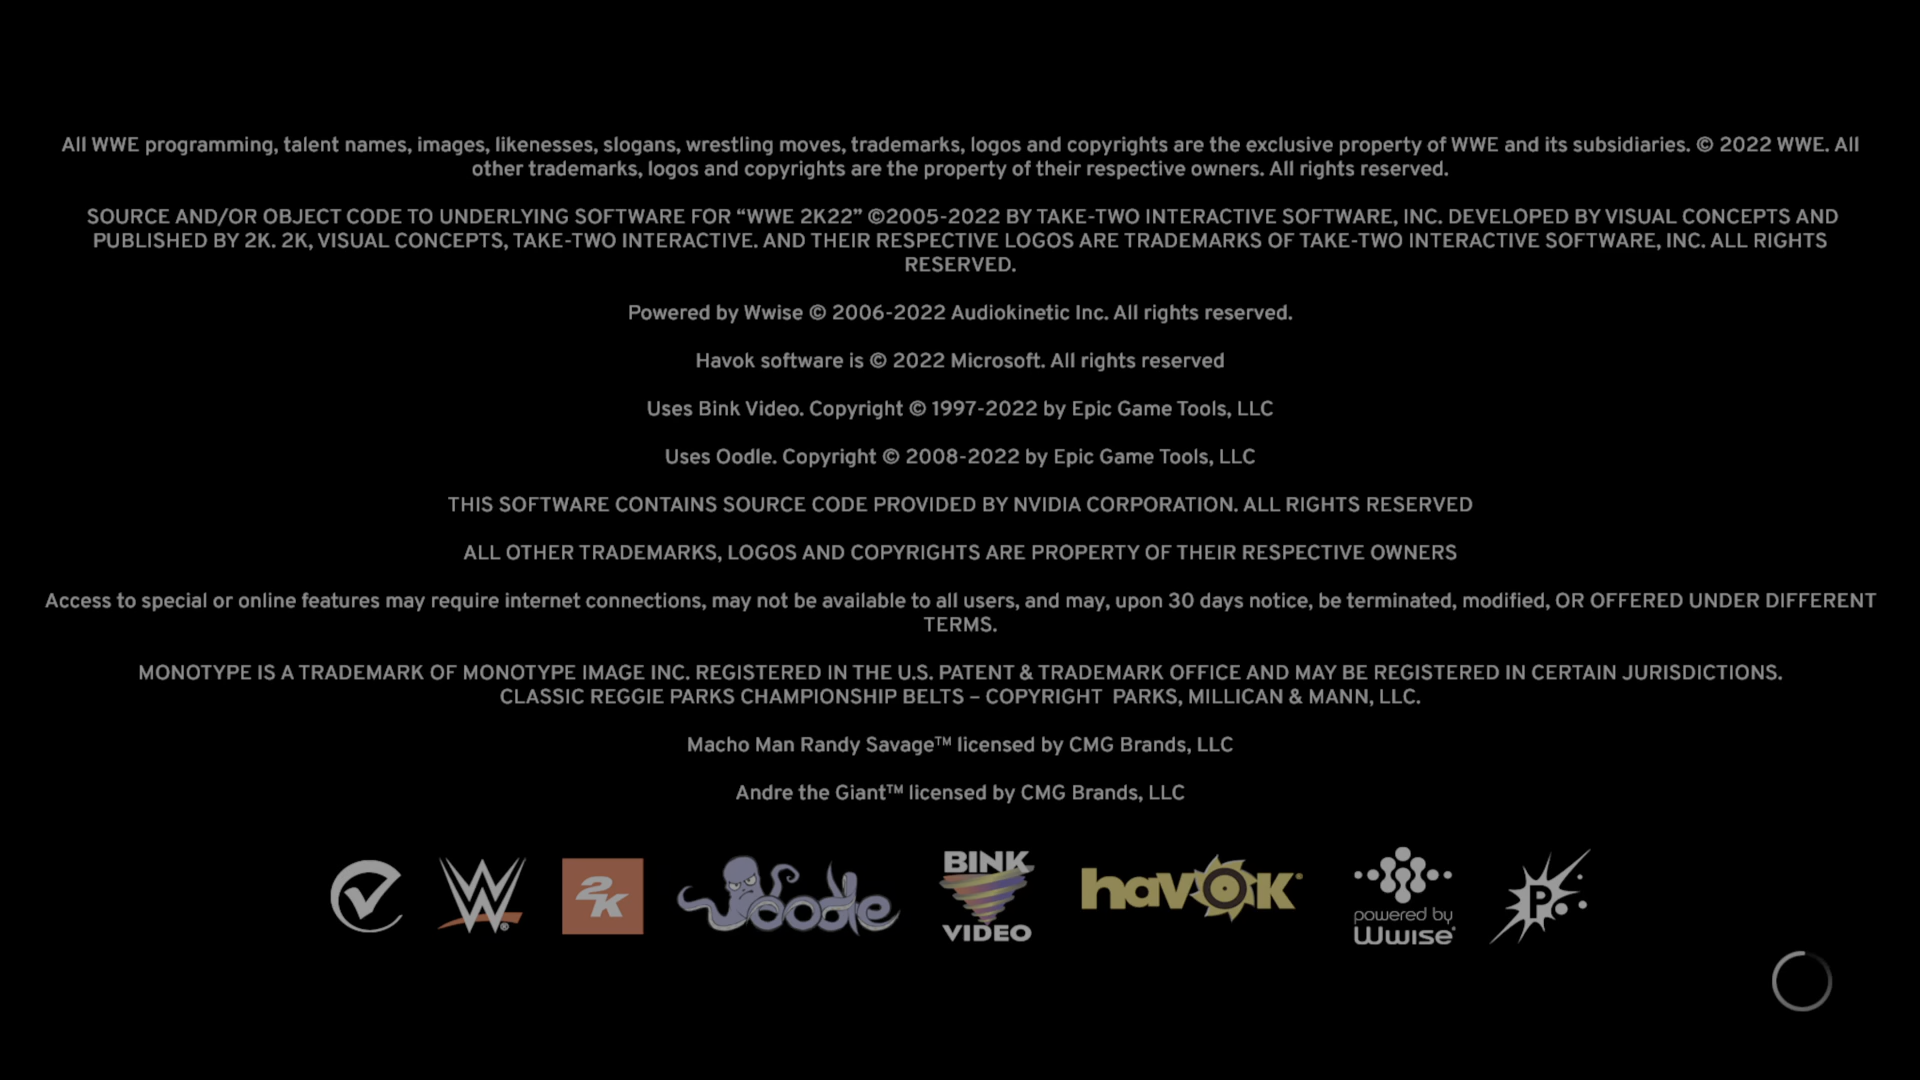 All WWE programming, talent names, images, likenesses, slogans, wrestling moves, trademarks, logos and copyrights are the exclusive property of WWE and its subsidiaries. © 2022 WWE. All
other trademarks, logos and copyrights are the property of their respective owners. All rights reserved.
SOURCE AND/OR OBJECT CODE TO UNDERLYING SOFTWARE FOR “WWE 2K22” ©2005-2022 BY TAKE-TWO INTERACTIVE SOFTWARE, INC. DEVELOPED BY VISUAL CONCEPTS AND
PUBLISHED BY 2K. 2K, VISUAL CONCEPTS, TAKE-TWO INTERACTIVE. AND THEIR RESPECTIVE LOGOS ARE TRADEMARKS OF TAKE-TWO INTERACTIVE SOFTWARE, INC. ALL RIGHTS
RESERVED.
Powered by Wwise © 2006-2022 Audiokinetic Inc. All rights reserved.
Havok software is © 2022 Microsoft. All rights reserved
Uses Bink Video. Copyright © 1997-2022 by Epic Game Tools, LLC
Uses Oodle. Copyright © 2008-2022 by Epic Game Tools, LLC
THIS SOFTWARE CONTAINS SOURCE CODE PROVIDED BY NVIDIA CORPORATION. ALL RIGHTS RESERVED
ALL OTHER TRADEMARKS, LOGOS AND COPYRIGHTS ARE PROPERTY OF THEIR RESPECTIVE OWNERS
Access to special or online features may require internet connections, may not be available to all users, and may, upon 30 days notice, be terminated, modified, OR OFFERED UNDER DIFFERENT
TERMS.
MONOTYPE IS A TRADEMARK OF MONOTYPE IMAGE INC. REGISTERED IN THE U.S. PATENT & TRADEMARK OFFICE AND MAY BE REGISTERED IN CERTAIN JURISDICTIONS.
CLASSIC REGGIE PARKS CHAMPIONSHIP BELTS – COPYRIGHT PARKS, MILLICAN & MANN, LLC.
Macho Man Randy Savage™ licensed by CMG Brands, LLC
Andre the Giant™ licensed by CMG Brands, LLC
W®
2K
Oodle
BINK
VIDEO
havok
powered by
Wwise
P